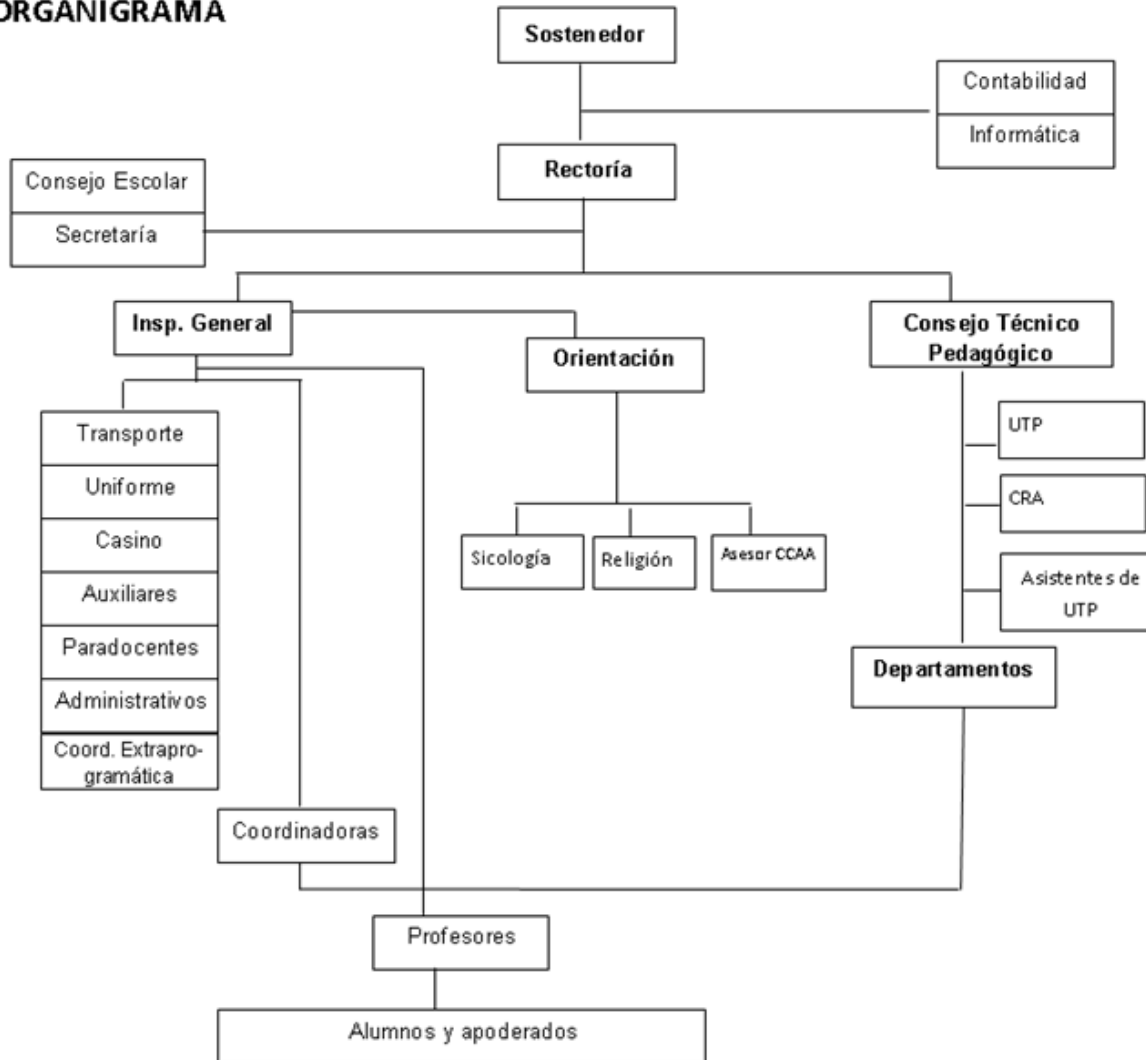 ORGANIGRAMA
Sostenedor
Contabilidad
Informática
Rectoría
Consejo Escolar
Secretaría
Insp. General
Orientación
Consejo Técnico
Pedagógico
Transporte
Uniforme
Casino
Auxiliares
Paradocentes
Administrativos
Coord. Extrapro-
gramática
Sicología
Religión
Asesor CCAA
UTP
CRA
Asistentes de
UTP
Departamentos
Coordinadoras
Profesores
Alumnos y apoderados